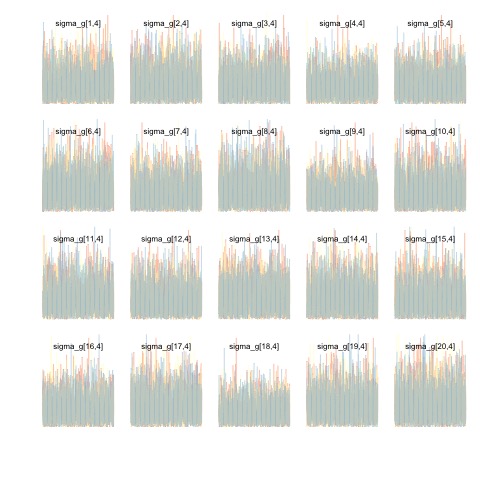 sigma_g[1,4] sigma_g[2,4] sigma_g[3,4] sigma_g[4,4] sigma_g[5,4]
sigma_g[6,4] sigma_g[7,4] sigma_g[8,4] sigma_g[9,4] sigma_g[10,4]
sigma_g[11,4] sigma_g[12,4] sigma_g[13,4] sigma_g[14,4] sigma_g[15,4]
sigma_g[16,4] sigma_g[17,4] sigma_g[18,4] sigma_g[19,4] sigma_g[20,4]